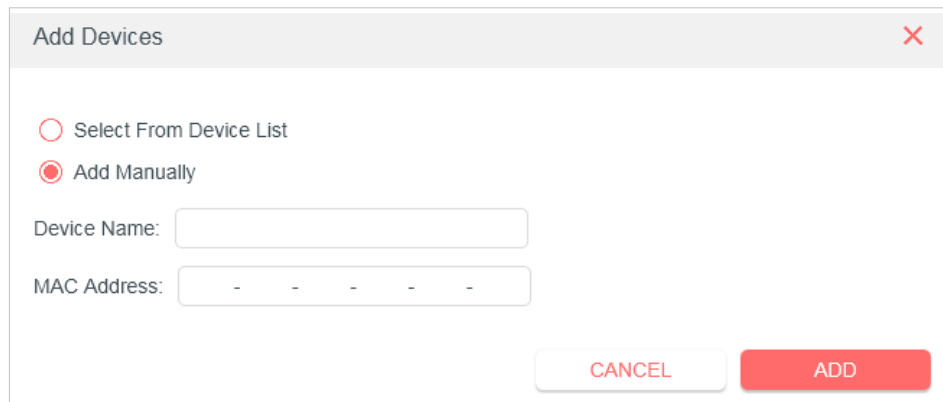 Add Devices
Select From Device List
Add Manually
Device Name:
MAC Address: - - - - -
CANCEL ADD